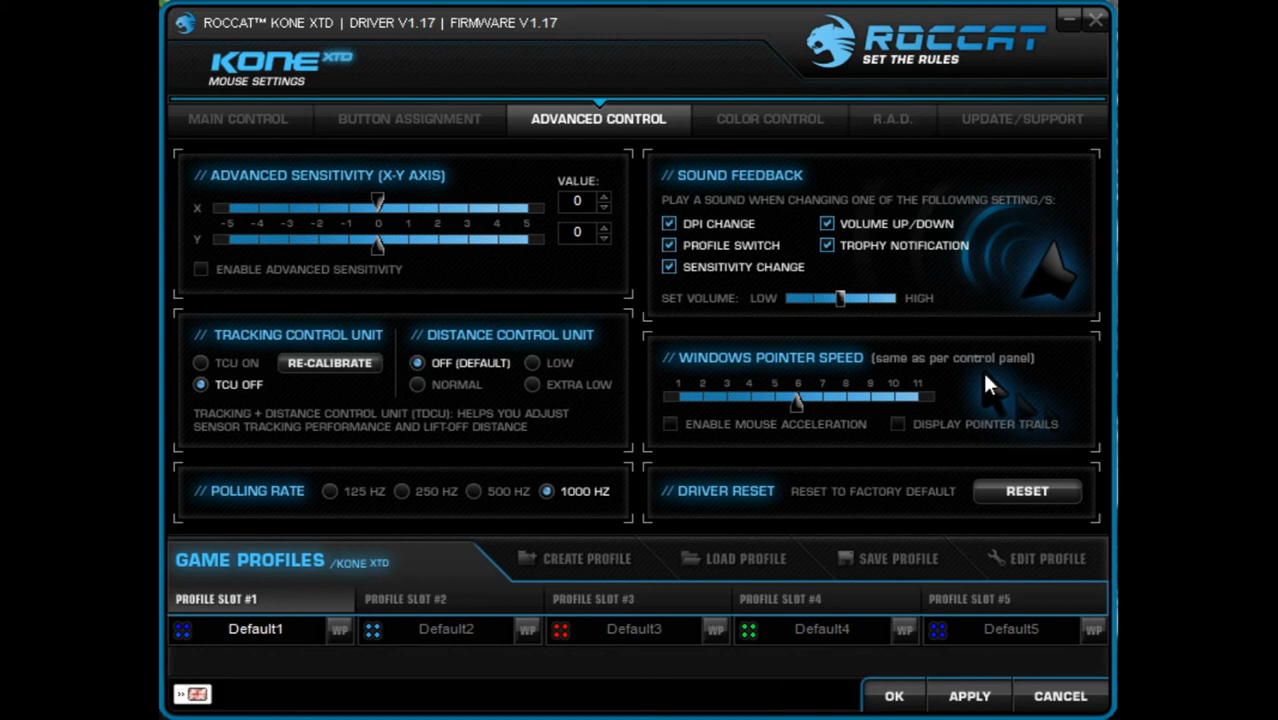 ROCCAT™ KONE XTD | DRIVER V1.17 | FIRMWARE V1.17
KONE XTD
MOUSE SETTINGS
ROCCAT
SET THE RULES
MAIN CONTROL
BUTTON ASSIGNMENT
ADVANCED CONTROL
COLOR CONTROL
R.A.D.
UPDATE/SUPPORT
// ADVANCED SENSITIVITY (X-Y AXIS)
VALUE:
X
0
-5 -4 -3 -2 -1 0 1 2 3 4 5
Y
0
ENABLE ADVANCED SENSITIVITY
// SOUND FEEDBACK
PLAY A SOUND WHEN CHANGING ONE OF THE FOLLOWING SETTING/S:
DPI CHANGE
VOLUME UP/DOWN
PROFILE SWITCH
TROPHY NOTIFICATION
SENSITIVITY CHANGE
SET VOLUME: LOW HIGH
// TRACKING CONTROL UNIT
TCU ON
RE-CALIBRATE
TCU OFF
// DISTANCE CONTROL UNIT
OFF (DEFAULT)
LOW
NORMAL
EXTRA LOW
TRACKING + DISTANCE CONTROL UNIT (TDCU): HELPS YOU ADJUST
SENSOR TRACKING PERFORMANCE AND LIFT-OFF DISTANCE
// WINDOWS POINTER SPEED (same as per control panel)
1 2 3 4 5 6 7 8 9 10 11
ENABLE MOUSE ACCELERATION
DISPLAY POINTER TRAILS
// POLLING RATE
125 HZ
250 HZ
500 HZ
1000 HZ
// DRIVER RESET
RESET TO FACTORY DEFAULT
RESET
GAME PROFILES /KONE XTD
CREATE PROFILE
LOAD PROFILE
SAVE PROFILE
EDIT PROFILE
PROFILE SLOT #1
PROFILE SLOT #2
PROFILE SLOT #3
PROFILE SLOT #4
PROFILE SLOT #5
Default1 WP
Default2 WP
Default3 WP
Default4 WP
Default5 WP
»
OK
APPLY
CANCEL